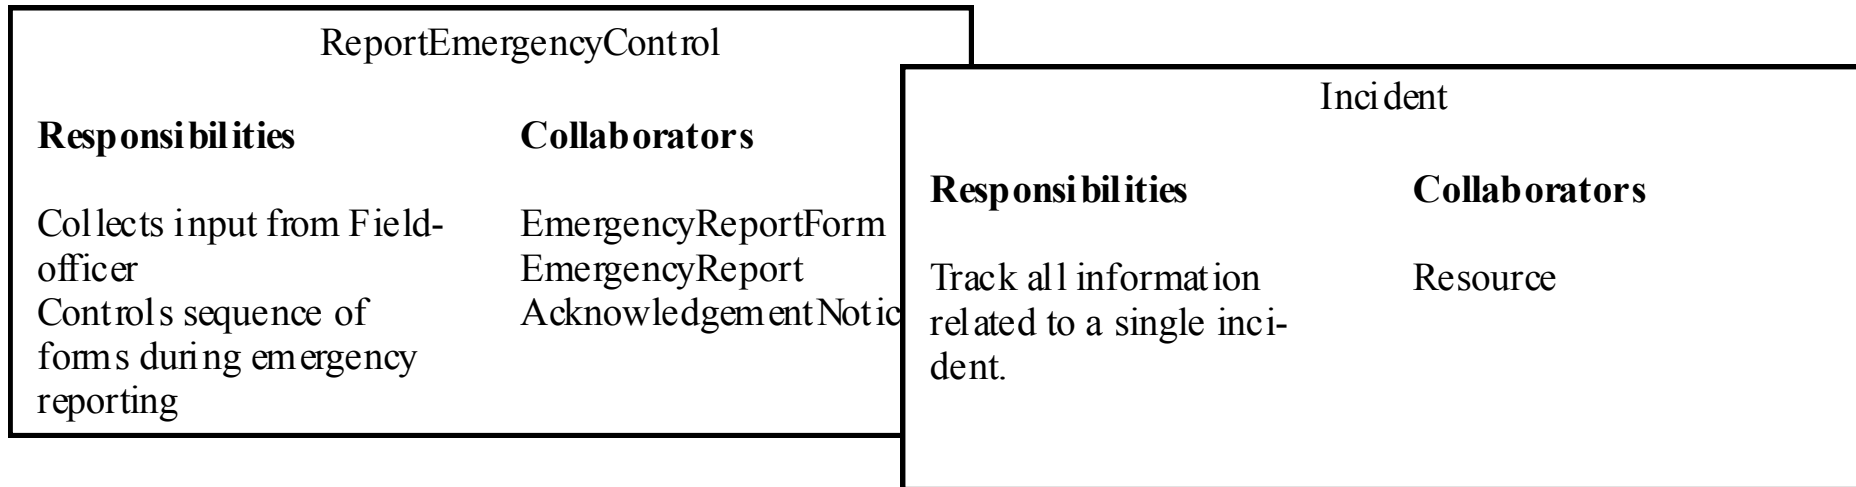 ReportEmergencyControl
Responsibilities
Collaborators
Collects input from Field-
officer
Controls sequence of
forms during emergency
reporting
EmergencyReportForm
EmergencyReport
AcknowledgementNotic
Incident
Responsibilities
Collaborators
Track all information
related to a single inci-
dent.
Resource